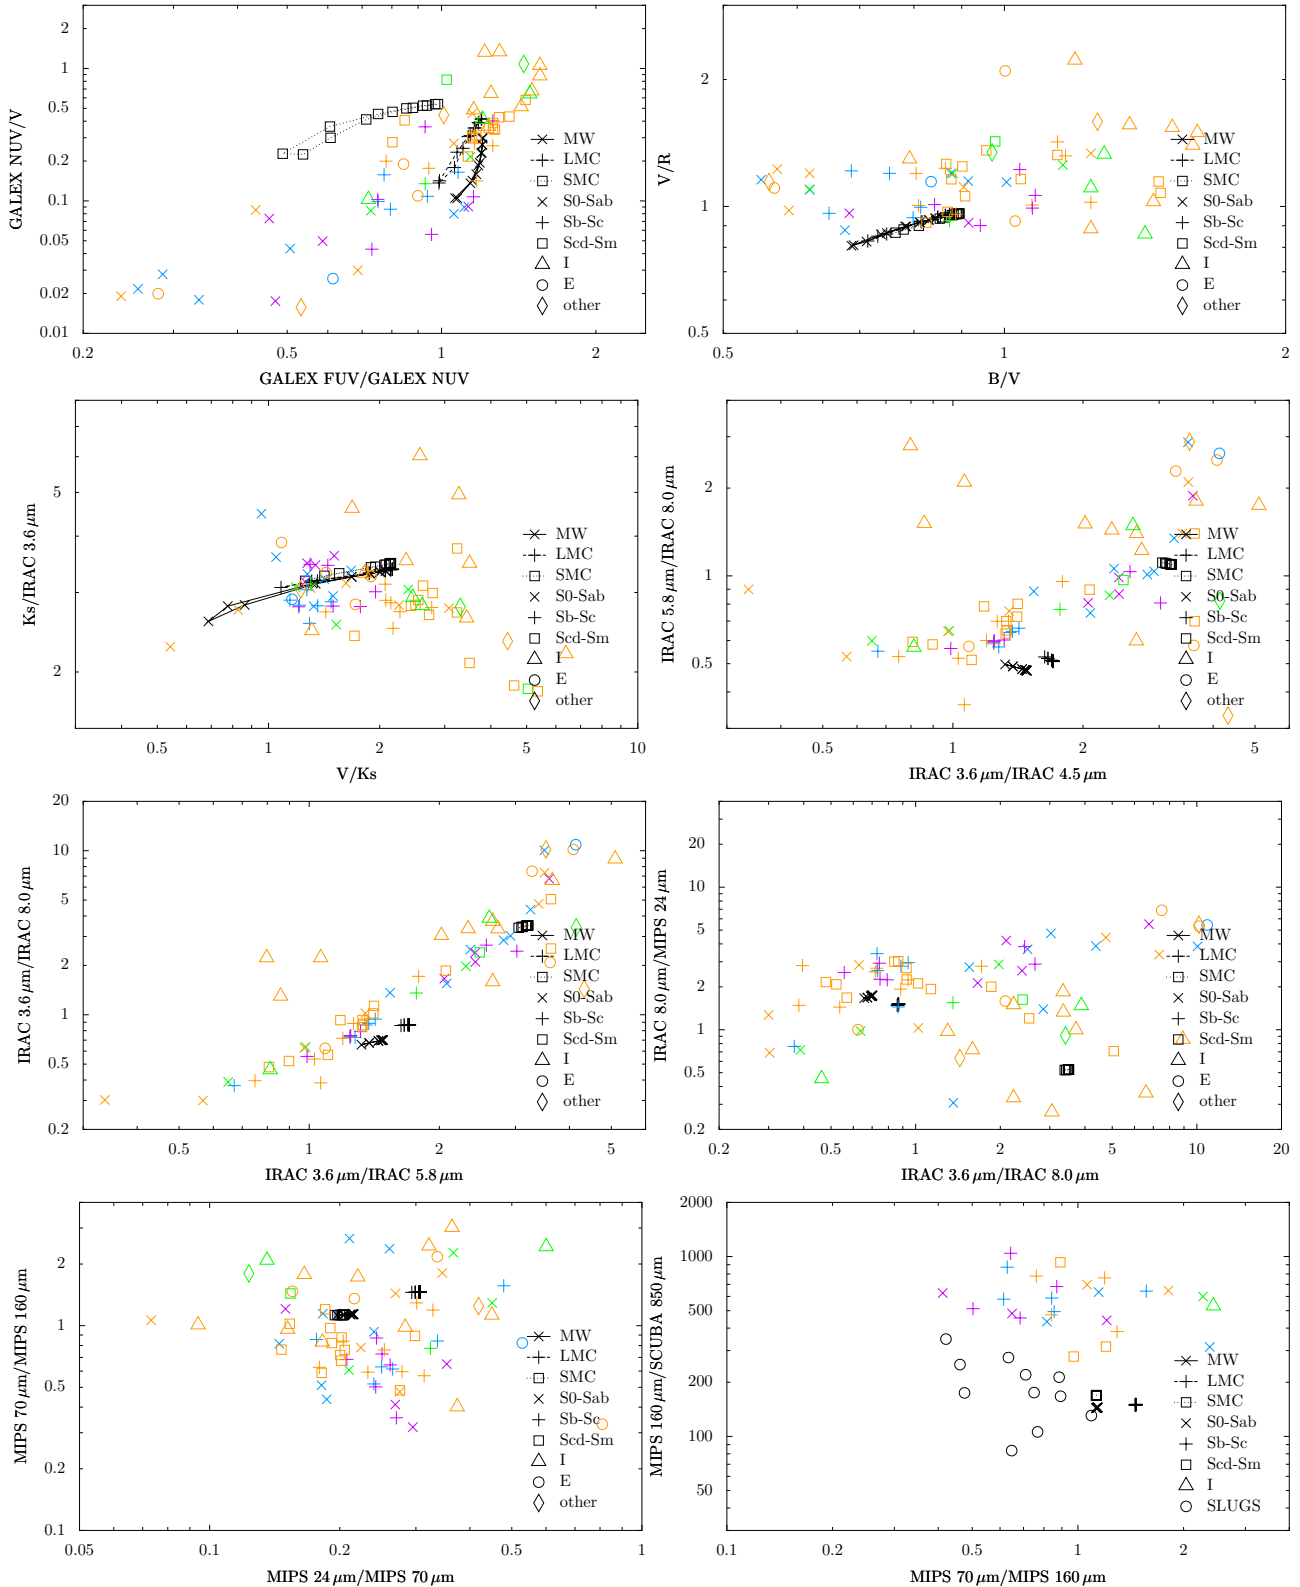 GALEX NUV/V
2
1
0.5
0.2
0.1
0.05
0.02
0.01
0.2
0.5
1
2
GALEX FUV/GALEX NUV
MW
LMC
SMC
S0-Sab
Sb-Sc
Scd-Sm
I
E
other
V/R
2
1
0.5
0.5
1
2
B/V
MW
LMC
SMC
S0-Sab
Sb-Sc
Scd-Sm
I
E
other
Ks/IRAC 3.6 μm
5
2
0.5
1
2
5
10
V/Ks
MW
LMC
SMC
S0-Sab
Sb-Sc
Scd-Sm
I
E
other
IRAC 5.8 μm/IRAC 8.0 μm
2
1
0.5
0.5
1
2
5
IRAC 3.6 μm/IRAC 4.5 μm
MW
LMC
SMC
S0-Sab
Sb-Sc
Scd-Sm
I
E
other
IRAC 3.6 μm/IRAC 8.0 μm
20
10
5
2
1
0.5
0.2
0.5
1
2
5
IRAC 3.6 μm/IRAC 5.8 μm
MW
LMC
SMC
S0-Sab
Sb-Sc
Scd-Sm
I
E
other
IRAC 8.0 μm/MIPS 24 μm
20
10
5
2
1
0.5
0.2
0.2
0.5
1
2
5
10
20
IRAC 3.6 μm/IRAC 8.0 μm
MW
LMC
SMC
S0-Sab
Sb-Sc
Scd-Sm
I
E
other
MIPS 70 μm/MIPS 160 μm
2
1
0.5
0.2
0.1
0.05
0.1
0.2
0.5
1
MIPS 24 μm/MIPS 70 μm
MW
LMC
SMC
S0-Sab
Sb-Sc
Scd-Sm
I
E
other
MIPS 160 μm/SCUBA 850 μm
2000
1000
500
200
100
50
0.2
0.5
1
2
MIPS 70 μm/MIPS 160 μm
MW
LMC
SMC
S0-Sab
Sb-Sc
Scd-Sm
I
SLUGS